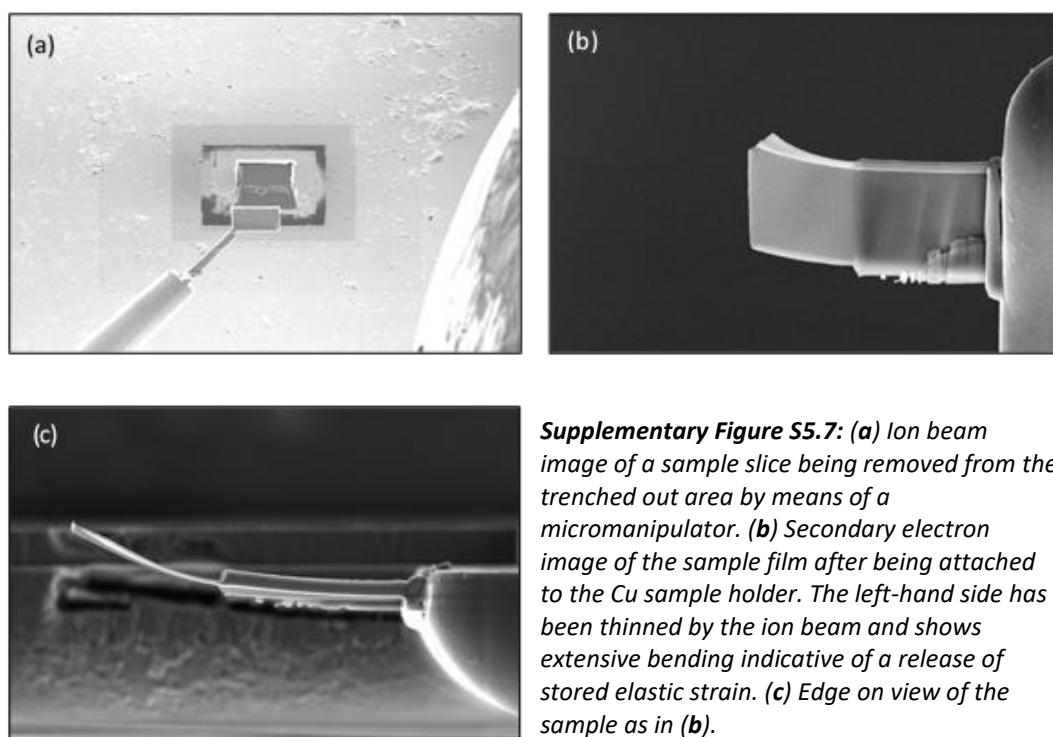 (a)
(b)
(c)
Supplementary Figure S5.7: (a) Ion beam
image of a sample slice being removed from the
trenched out area by means of a
micromanipulator. (b) Secondary electron
image of the sample film after being attached
to the Cu sample holder. The left-hand side has
been thinned by the ion beam and shows
extensive bending indicative of a release of
stored elastic strain. (c) Edge on view of the
sample as in (b).